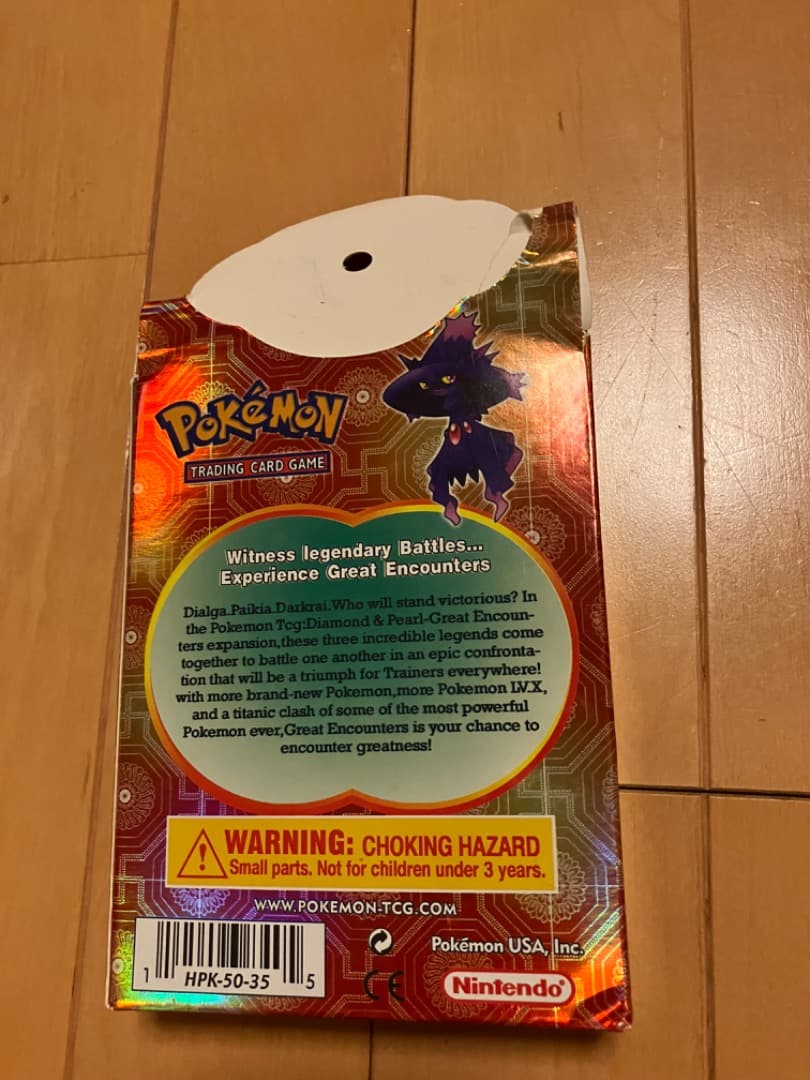 POKéMON
TRADING CARD GAME
Witness legendary Battles...
Experience Great Encounters
Dialga.Paikia.Darkrai.Who will stand victorious? In
the Pokemon Tcg:Diamond & Pearl-Great Encoun-
ters expansion,these three incredible legends come
together to battle one another in an epic confronta-
tion that will be a triumph for Trainers everywhere!
with more brand-new Pokemon,more Pokemon LV.X,
and a titanic clash of some of the most powerful
Pokemon ever,Great Encounters is your chance to
encounter greatness!
WARNING: CHOKING HAZARD
Small parts. Not for children under 3 years.
WWW.POKEMON-TCG.COM
1 HPK-50-35 5
CE
Pokémon USA, Inc.
Nintendo®